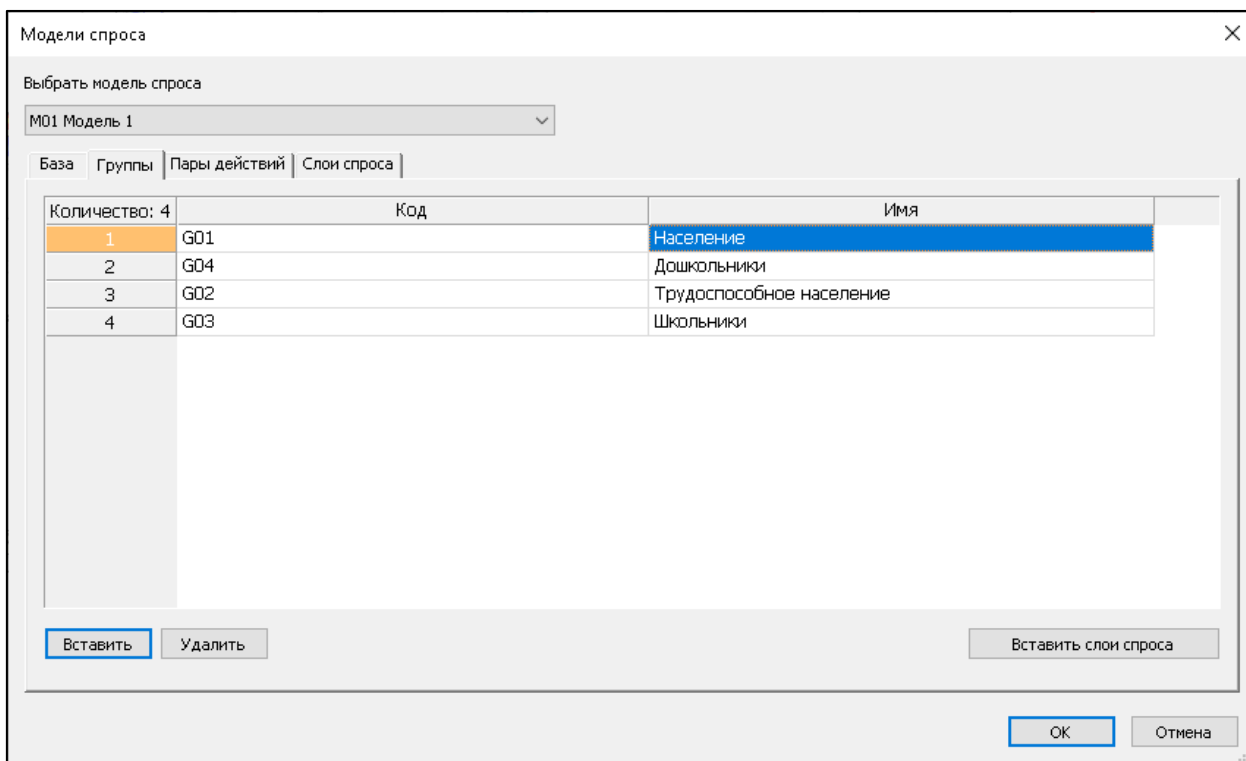 Модели спроса
Выбрать модель спроса
M01 Модель 1
База Группы Пары действий Слои спроса
Количество: 4 Код Имя
1 G01 Население
2 G04 Дошкольники
3 G02 Трудоспособное население
4 G03 Школьники
Вставить Удалить Вставить слои спроса
OK Отмена